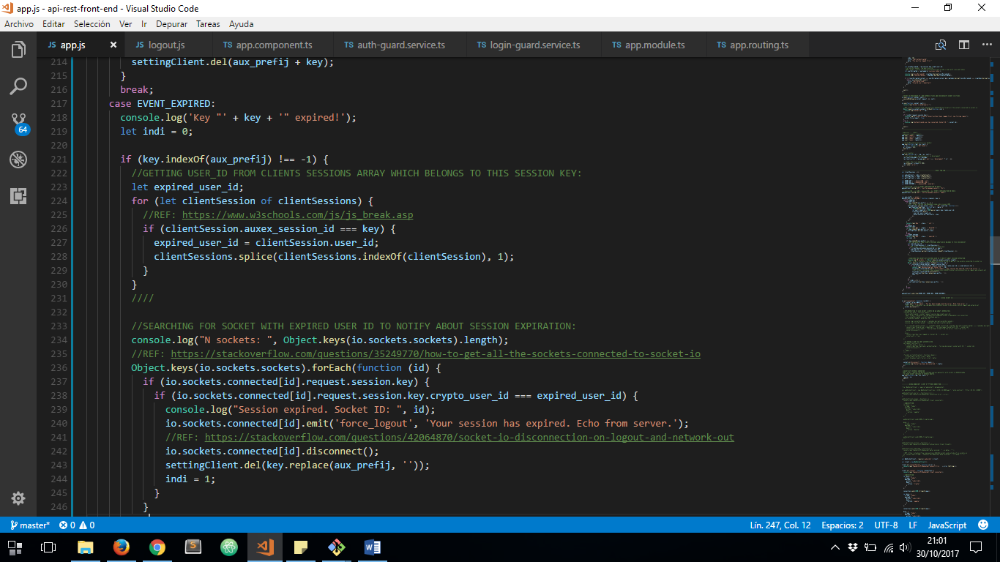 app.js - api-rest-front-end - Visual Studio Code
Archivo Editar Selección Ver Ir Depurar Tareas Ayuda
JS app.js JS logout.js TS app.component.ts TS auth-guard.service.ts TS login-guard.service.ts TS app.module.ts TS app.routing.ts
214 settingClient.del(aux_prefij + key);
215 }
216 break;
217 case EVENT_EXPIRED:
218 console.log('Key "' + key + '" expired!');
219 let indi = 0;
220
221 if (key.indexOf(aux_prefij) !== -1) {
222 //GETTING USER_ID FROM CLIENTS SESSIONS ARRAY WHICH BELONGS TO THIS SESSION KEY:
223 let expired_user_id;
224 for (let clientSession of clientSessions) {
225 //REF: https://www.w3schools.com/js/js_break.asp
226 if (clientSession.auxex_session_id === key) {
227 expired_user_id = clientSession.user_id;
228 clientSessions.splice(clientSessions.indexOf(clientSession), 1);
229 }
230 }
231 ////
232
233 //SEARCHING FOR SOCKET WITH EXPIRED USER ID TO NOTIFY ABOUT SESSION EXPIRATION:
234 console.log("N sockets: ", Object.keys(io.sockets.sockets).length);
235 //REF: https://stackoverflow.com/questions/35249770/how-to-get-all-the-sockets-connected-to-socket-io
236 Object.keys(io.sockets.sockets).forEach(function (id) {
237 if (io.sockets.connected[id].request.session.key) {
238 if (io.sockets.connected[id].request.session.key.crypto_user_id === expired_user_id) {
239 console.log("Session expired. Socket ID: ", id);
240 io.sockets.connected[id].emit('force_logout', 'Your session has expired. Echo from server.');
241 //REF: https://stackoverflow.com/questions/42064870/socket-io-disconnection-on-logout-and-network-out
242 io.sockets.connected[id].disconnect();
243 settingClient.del(key.replace(aux_prefij, ''));
244 indi = 1;
245 }
246 }
64
master* 0 0 Lín. 247, Col. 12 Espacios: 2 UTF-8 LF JavaScript
21:01
30/10/2017